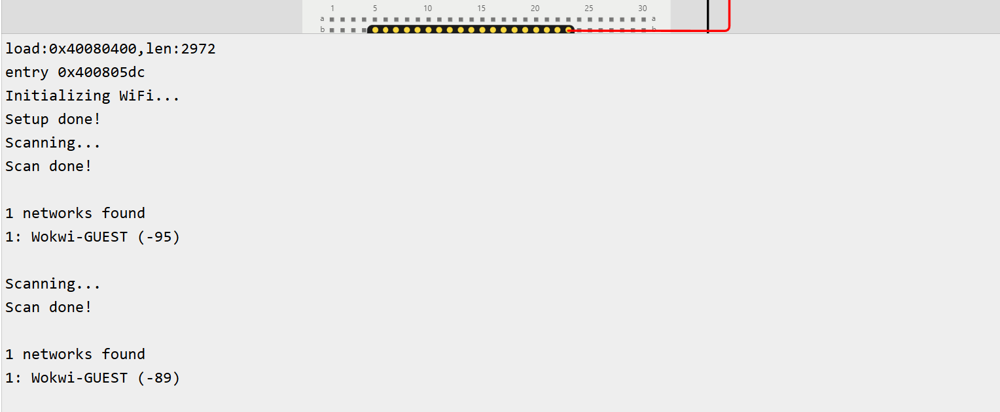 1 5 10 15 20 25 30
a a
b b
load:0x40080400,len:2972
entry 0x400805dc
Initializing WiFi...
Setup done!
Scanning...
Scan done!
1 networks found
1: Wokwi-GUEST (-95)
Scanning...
Scan done!
1 networks found
1: Wokwi-GUEST (-89)